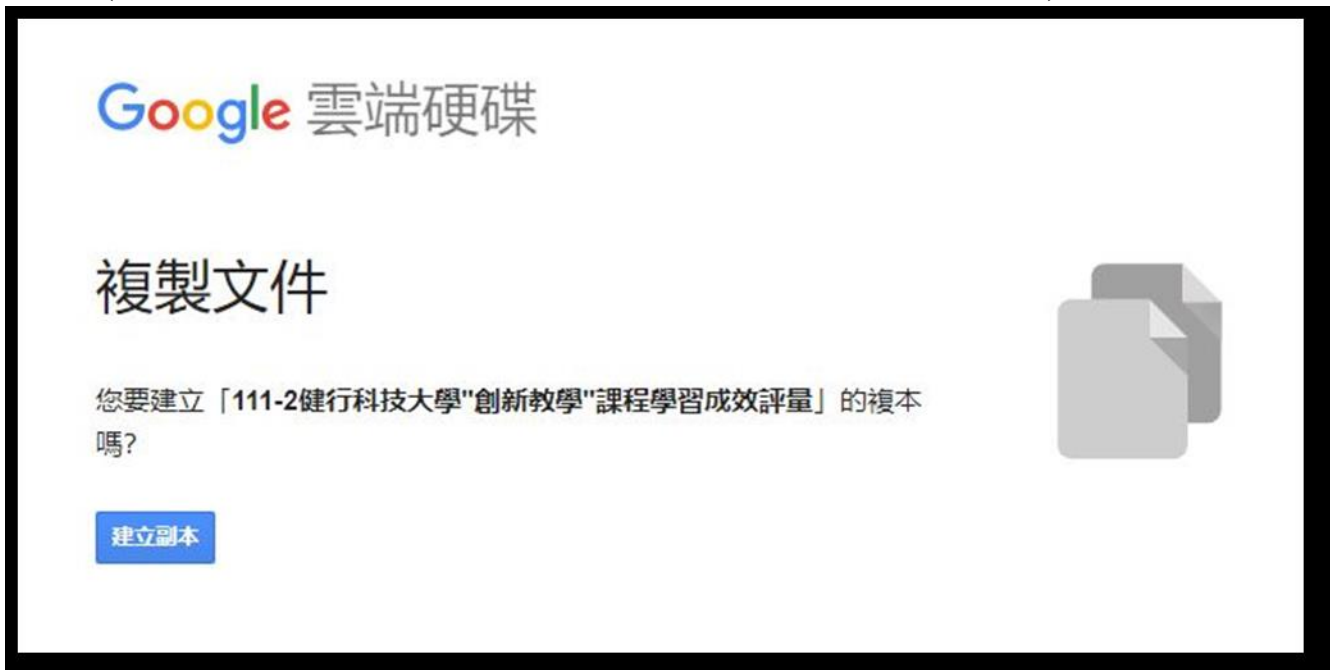 Google 雲端硬碟
複製文件
您要建立「111-2健行科技大學"創新教學"課程學習成效評量」的複本
嗎?
建立副本